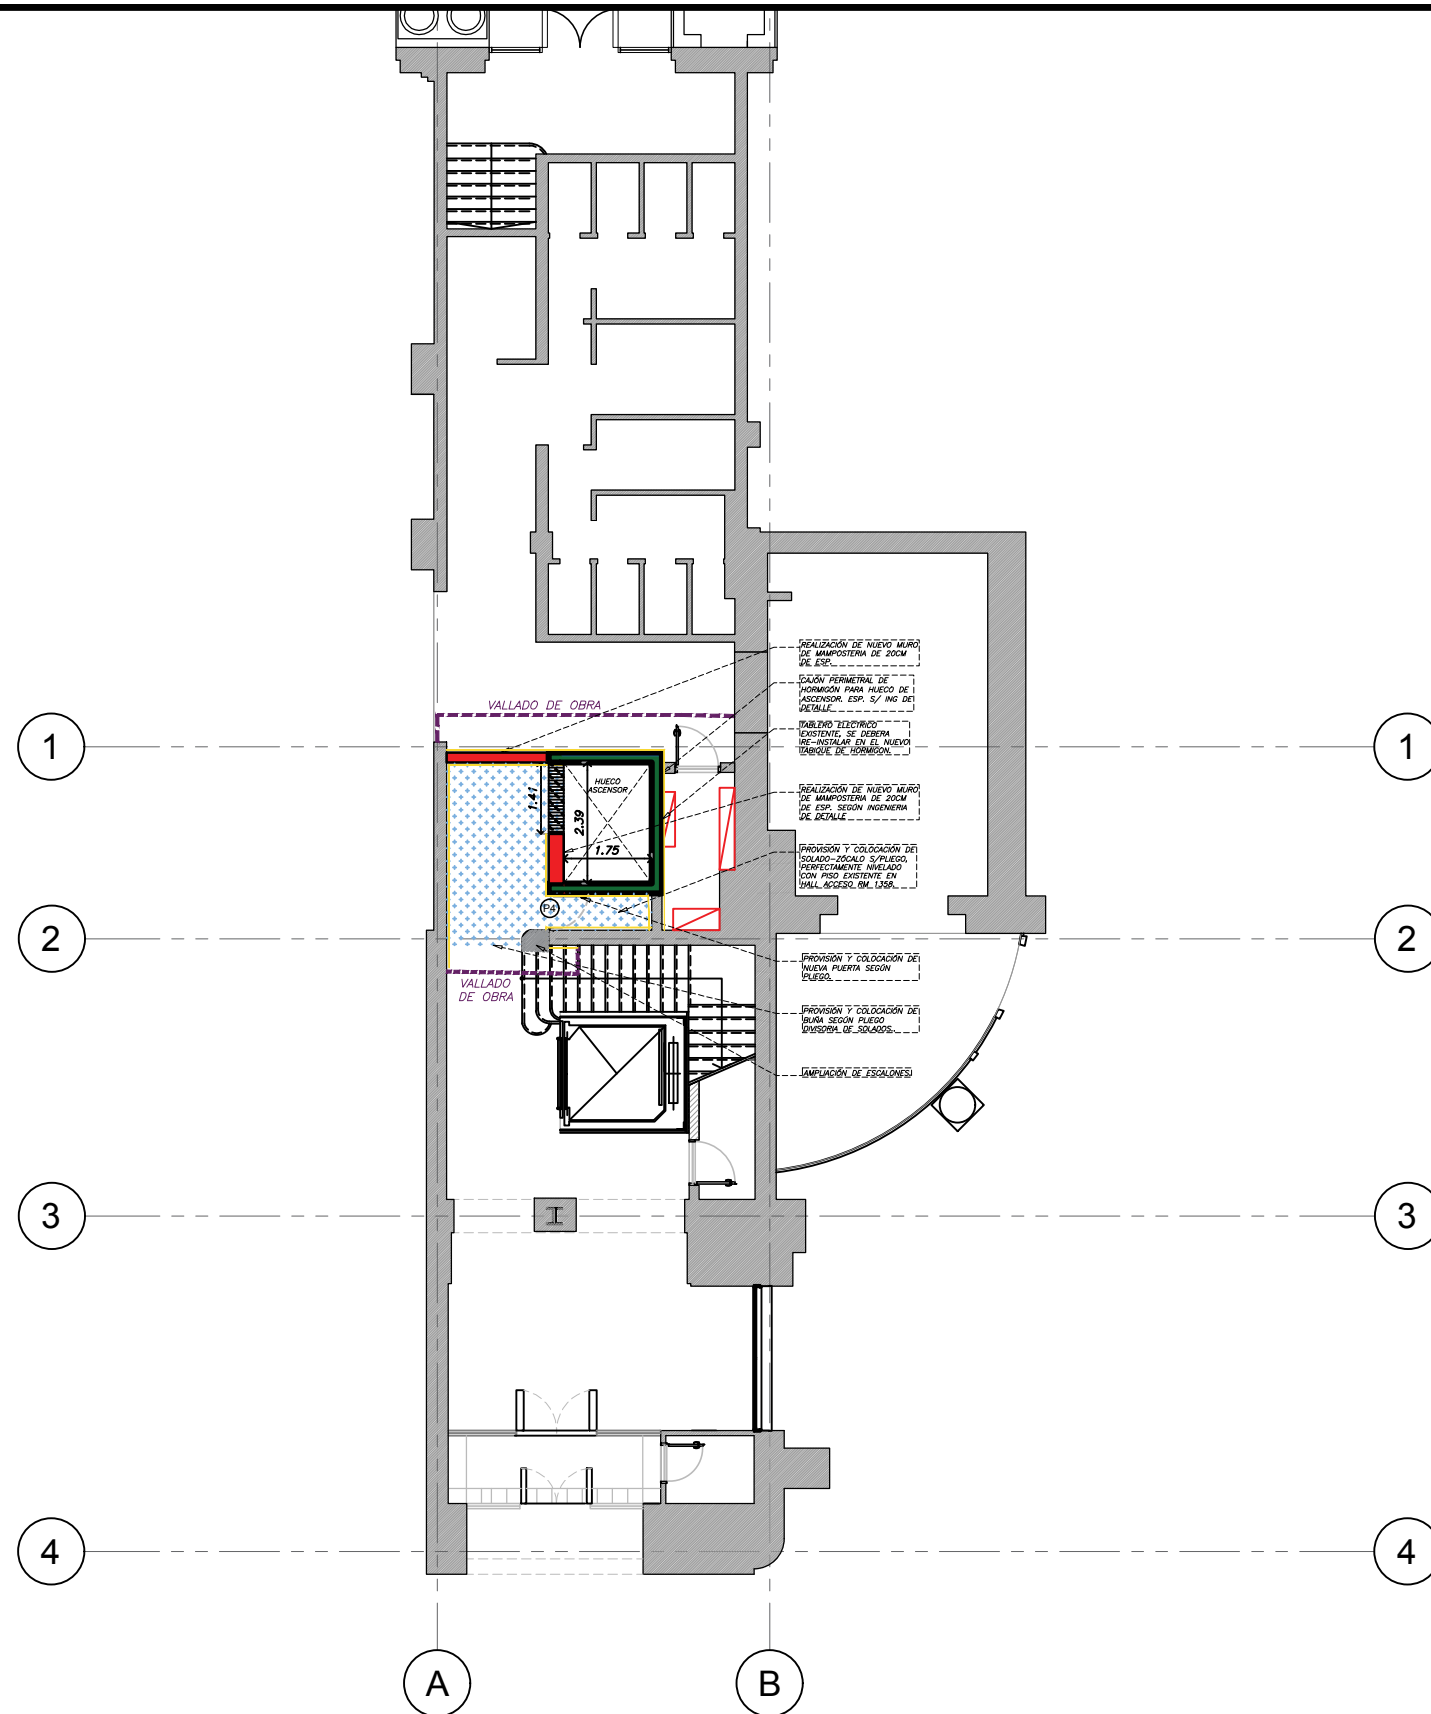 REALIZACIÓN DE NUEVO MURO
DE MAMPOSTERIA DE 20CM
DE ESP.
VALLADO DE OBRA
CAJÓN PERIMETRAL DE
HORMIGÓN PARA HUECO DE
ASCENSOR. ESP. S/ ING DE
DETALLE
TABLERO ELECTRICO
EXISTENTE, SE DEBERA
RE-INSTALAR EN EL NUEVO
TABIQUE DE HORMIGON.
1
1
HUECO
ASCENSOR
1.41
2.39
1.75
REALIZACIÓN DE NUEVO MURO
DE MAMPOSTERIA DE 20CM
DE ESP. SEGÚN INGENIERIA
DE DETALLE
PROVISIÓN Y COLOCACIÓN DE
SOLADO-ZÓCALO S/PLIEGO,
PERFECTAMENTE NIVELADO
CON PISO EXISTENTE EN
HALL ACCESO RM 1358.
P4
2
2
PROVISIÓN Y COLOCACIÓN DE
NUEVA PUERTA SEGÚN
PLIEGO.
VALLADO
DE OBRA
PROVISIÓN Y COLOCACIÓN DE
BUÑA SEGÚN PLIEGO
DIVISORIA DE SOLADOS.
AMPLIACIÓN DE ESCALONES
3
3
4
4
A
B